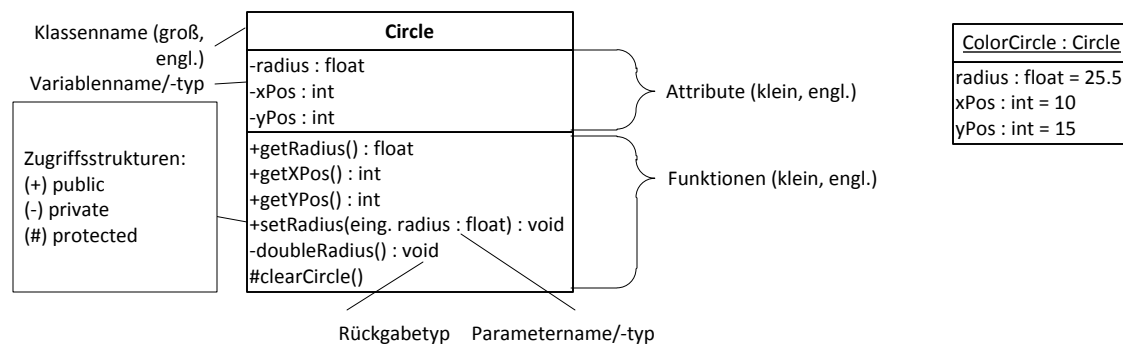 Klassenname (groß,
engl.)
Variablenname/-typ
Zugriffsstrukturen:
(+) public
(-) private
(#) protected
Circle
-radius : float
-xPos : int
-yPos : int
+getRadius() : float
+getXPos() : int
+getYPos() : int
+setRadius(eing. radius : float) : void
-doubleRadius() : void
#clearCircle()
Rückgabetyp
Parametername/-typ
Attribute (klein, engl.)
Funktionen (klein, engl.)
ColorCircle : Circle
radius : float = 25.5
xPos : int = 10
yPos : int = 15